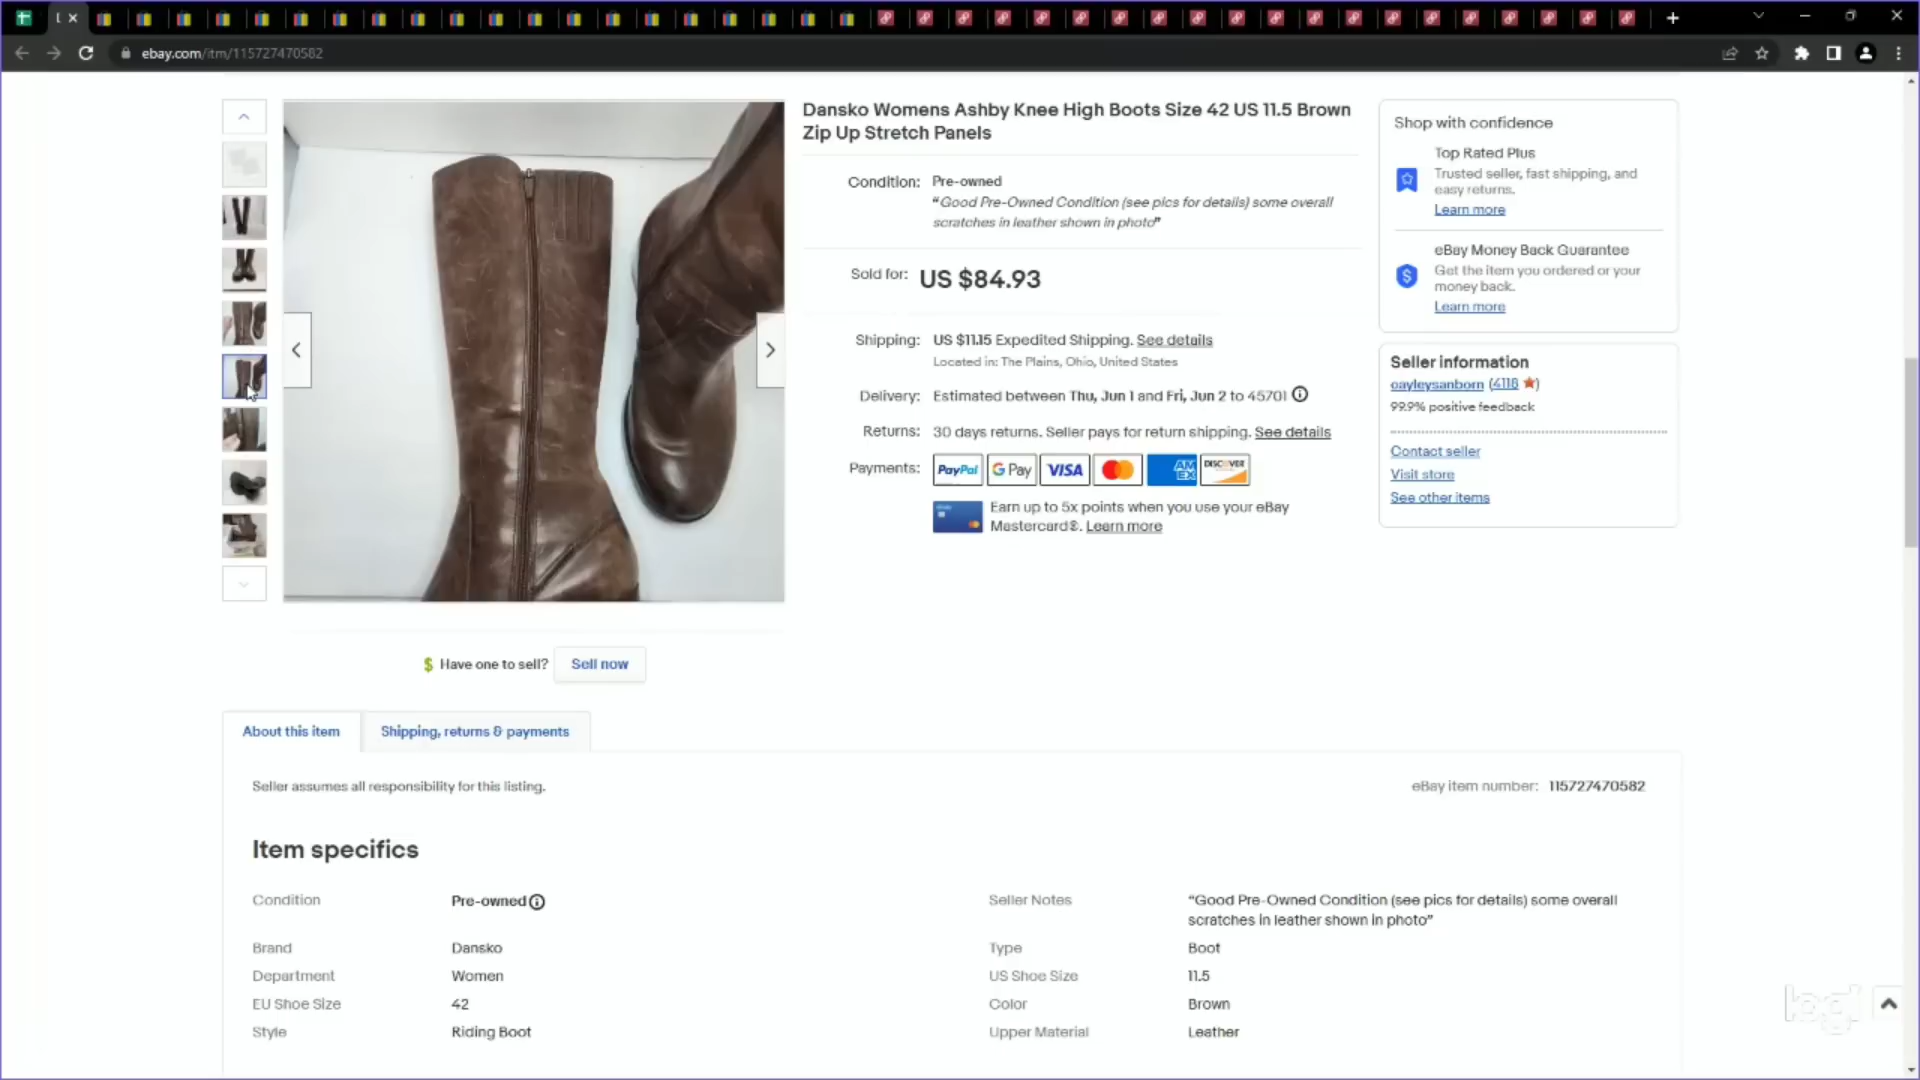 ebay.com/itm/115727470582
Dansko Womens Ashby Knee High Boots Size 42 US 11.5 Brown
Zip Up Stretch Panels
Condition: Pre-owned
"Good Pre-Owned Condition (see pics for details) some overall
scratches in leather shown in photo"
Sold for: US $84.93
Shipping: US $11.15 Expedited Shipping. See details
Located in: The Plains, Ohio, United States
Delivery: Estimated between Thu, Jun 1 and Fri, Jun 2 to 45701
Returns: 30 days returns. Seller pays for return shipping. See details
Payments: PayPal G Pay VISA AM EX DISCOVER
Earn up to 5x points when you use your eBay
Mastercard®. Learn more
Shop with confidence
Top Rated Plus
Trusted seller, fast shipping, and
easy returns.
Learn more
eBay Money Back Guarantee
Get the item you ordered or your
money back.
Learn more
Seller information
cayleysanborn (4118)
99.9% positive feedback
Contact seller
Visit store
See other items
Have one to sell? Sell now
About this item
Shipping, returns & payments
Seller assumes all responsibility for this listing.
eBay item number: 115727470582
Item specifics
Condition Pre-owned
Seller Notes "Good Pre-Owned Condition (see pics for details) some overall
scratches in leather shown in photo"
Brand Dansko
Type Boot
Department Women
US Shoe Size 11.5
EU Shoe Size 42
Color Brown
Style Riding Boot
Upper Material Leather
logi